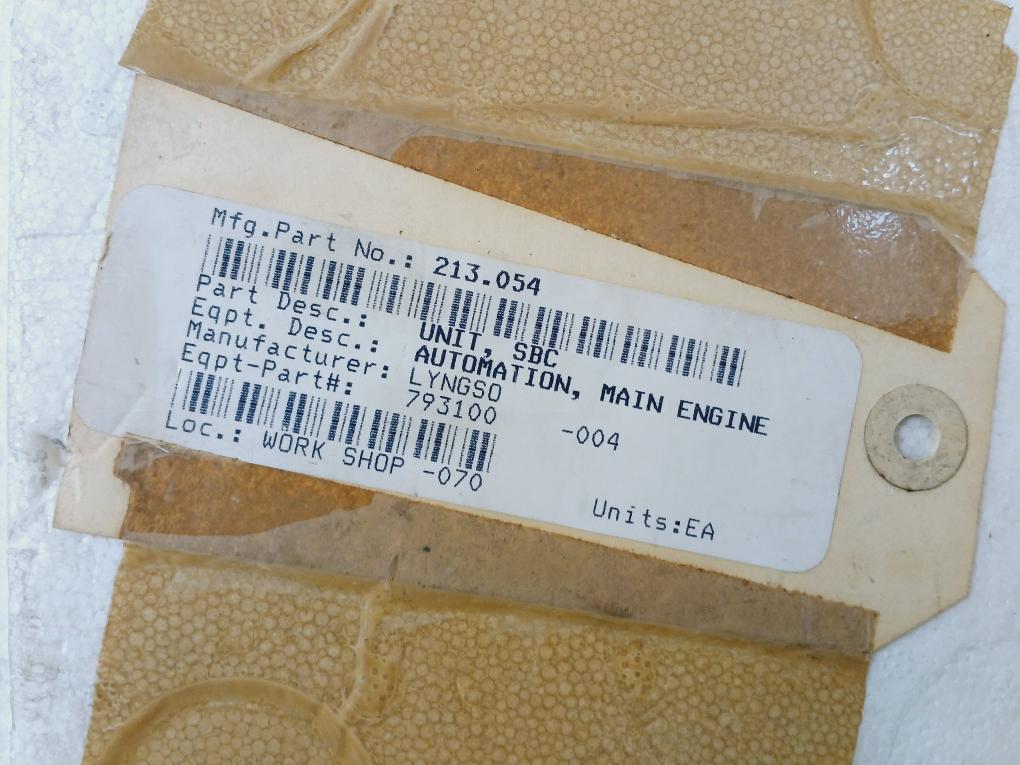 Mfg.Part No.: 213.054
Part Desc.: UNIT, SBC
Eqpt. Desc.: AUTOMATION, MAIN ENGINE
Manufacturer: LYNGSO
Eqpt-Part#: 793100 -004
Loc.: WORK SHOP -070
Units:EA